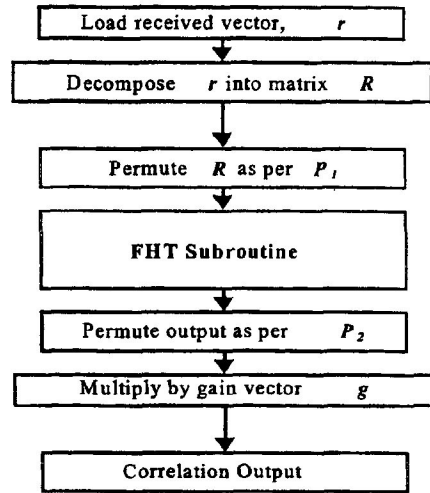 Load received vector, r
Decompose r into matrix R
Permute R as per P1
FHT Subroutine
Permute output as per P2
Multiply by gain vector g
Correlation Output